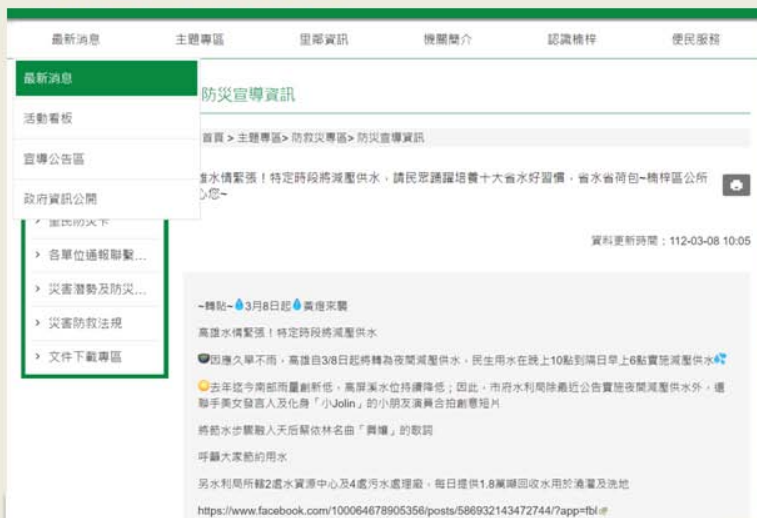 最新消息
主題專區
里鄰資訊
機關簡介
認識楠梓
便民服務
最新消息
活動看板
宣導公告區
政府資訊公開
里民防災卡
各單位通報聯繫...
災害潛勢及防災...
災害防救法規
文件下載專區
防災宣導資訊
首頁 > 主題專區> 防救災專區> 防災宣導資訊
雄水情緊張！特定時段將減壓供水，請民眾踴躍培養十大省水好習慣，省水省荷包~楠梓區公所
心您~
資料更新時間：112-03-08 10:05
~轉貼~💧3月8日起💧黃燈來襲
高雄水情緊張！特定時段將減壓供水
因應久旱不雨，高雄自3/8日起將轉為夜間減壓供水，民生用水在晚上10點到隔日早上6點實施減壓供水💦
去年迄今南部雨量創新低，高屏溪水位持續降低；因此，市府水利局除最近公告實施夜間減壓供水外，還
聯手美女發言人及化身「小Jolin」的小朋友演員合拍創意短片
將節水步驟融入天后蔡依林名曲「舞孃」的歌詞
呼籲大家節約用水
另水利局所轄2處水資源中心及4處污水處理廠，每日提供1.8萬噸回收水用於澆灌及洗地
https://www.facebook.com/100064678905356/posts/586932143472744/?app=fbl